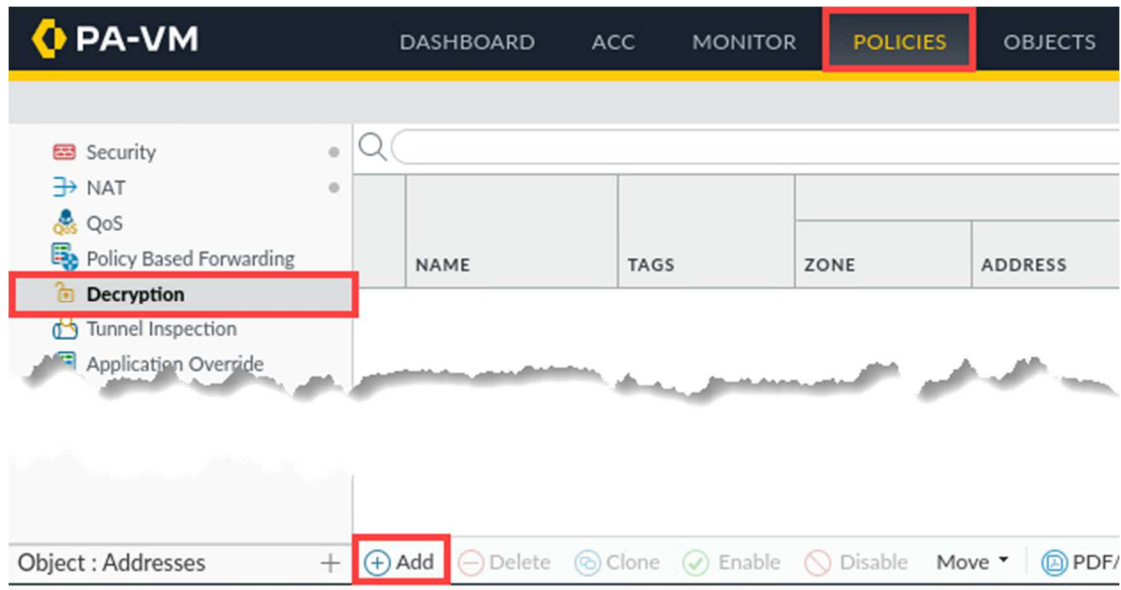 PA-VM DASHBOARD ACC MONITOR POLICIES OBJECTS
Security
NAT
QoS
QoS
Policy Based Forwarding
Decryption
Tunnel Inspection
Application Override
NAME TAGS ZONE ADDRESS
Object : Addresses + Add Delete Clone Enable Disable Move PDF/